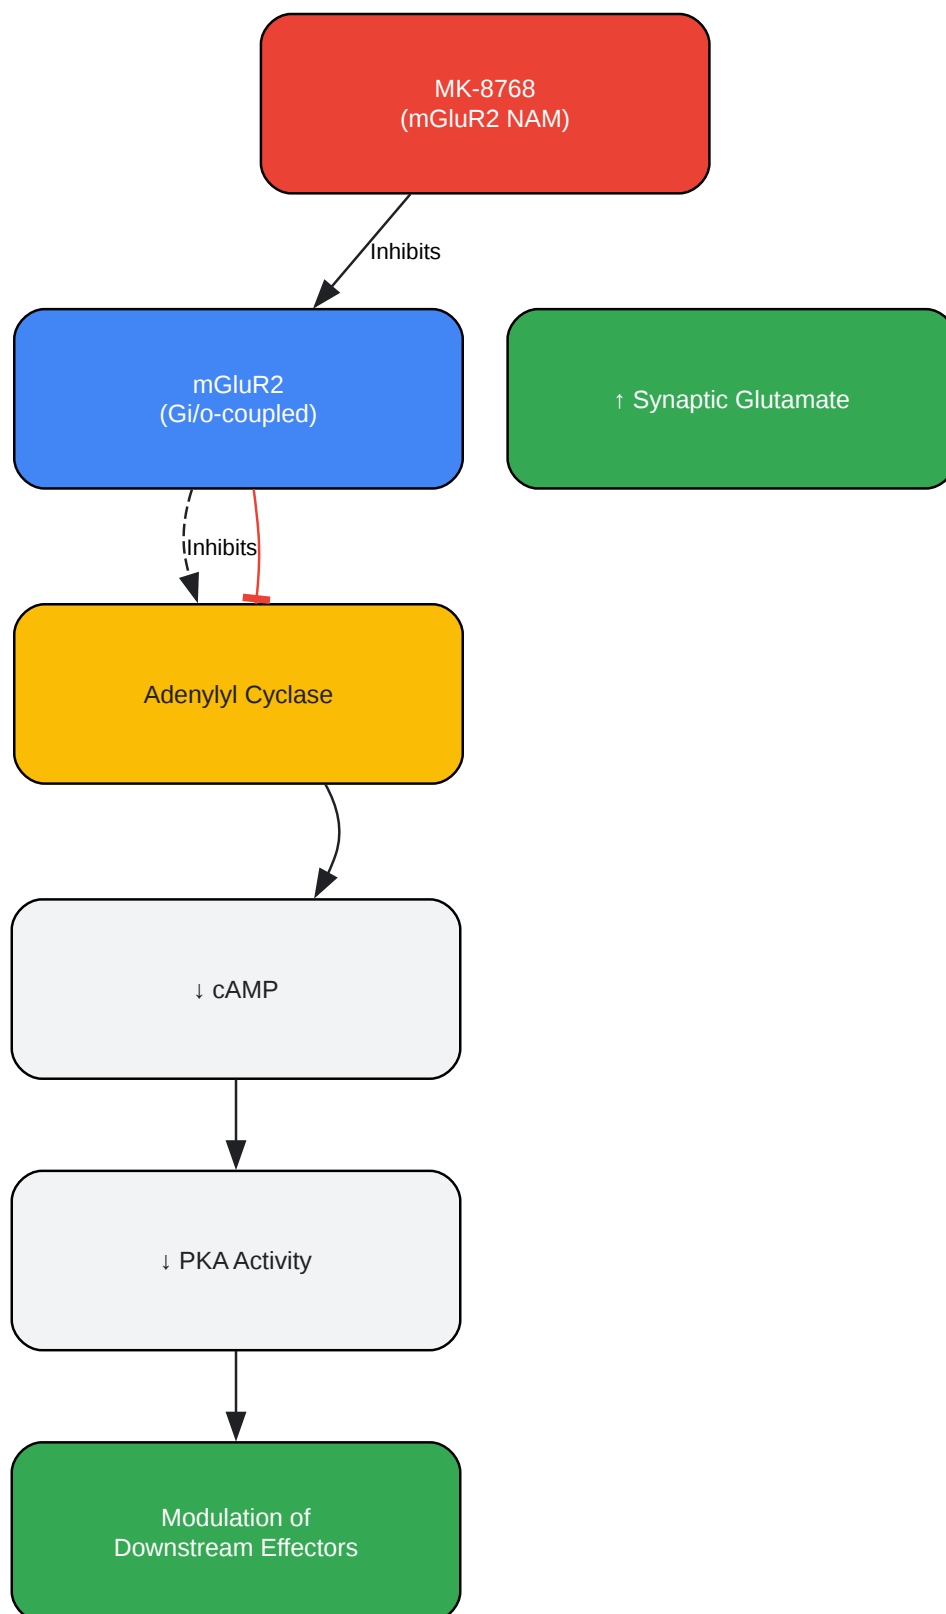 MK-8768
(mGluR2 NAM)
Inhibits
mGluR2
(Gi/o-coupled)
↑ Synaptic Glutamate
Inhibits
Adenylyl Cyclase
↓ cAMP
↓ PKA Activity
Modulation of
Downstream Effectors